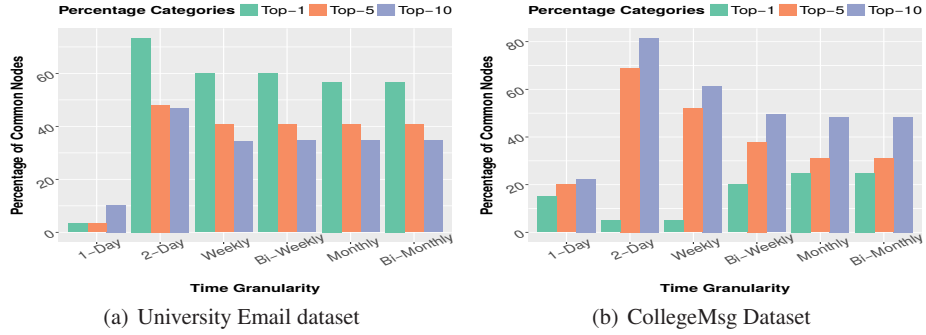 Percentage Categories Top-1 Top-5 Top-10
Percentage of Common Nodes
60
40
20
0
1-Day
2-Day
Weekly
Bi-Weekly
Monthly
Bi-Monthly
Time Granularity
(a) University Email dataset
Percentage Categories Top-1 Top-5 Top-10
Percentage of Common Nodes
80
60
40
20
0
1-Day
2-Day
Weekly
Bi-Weekly
Monthly
Bi-Monthly
Time Granularity
(b) CollegeMsg Dataset